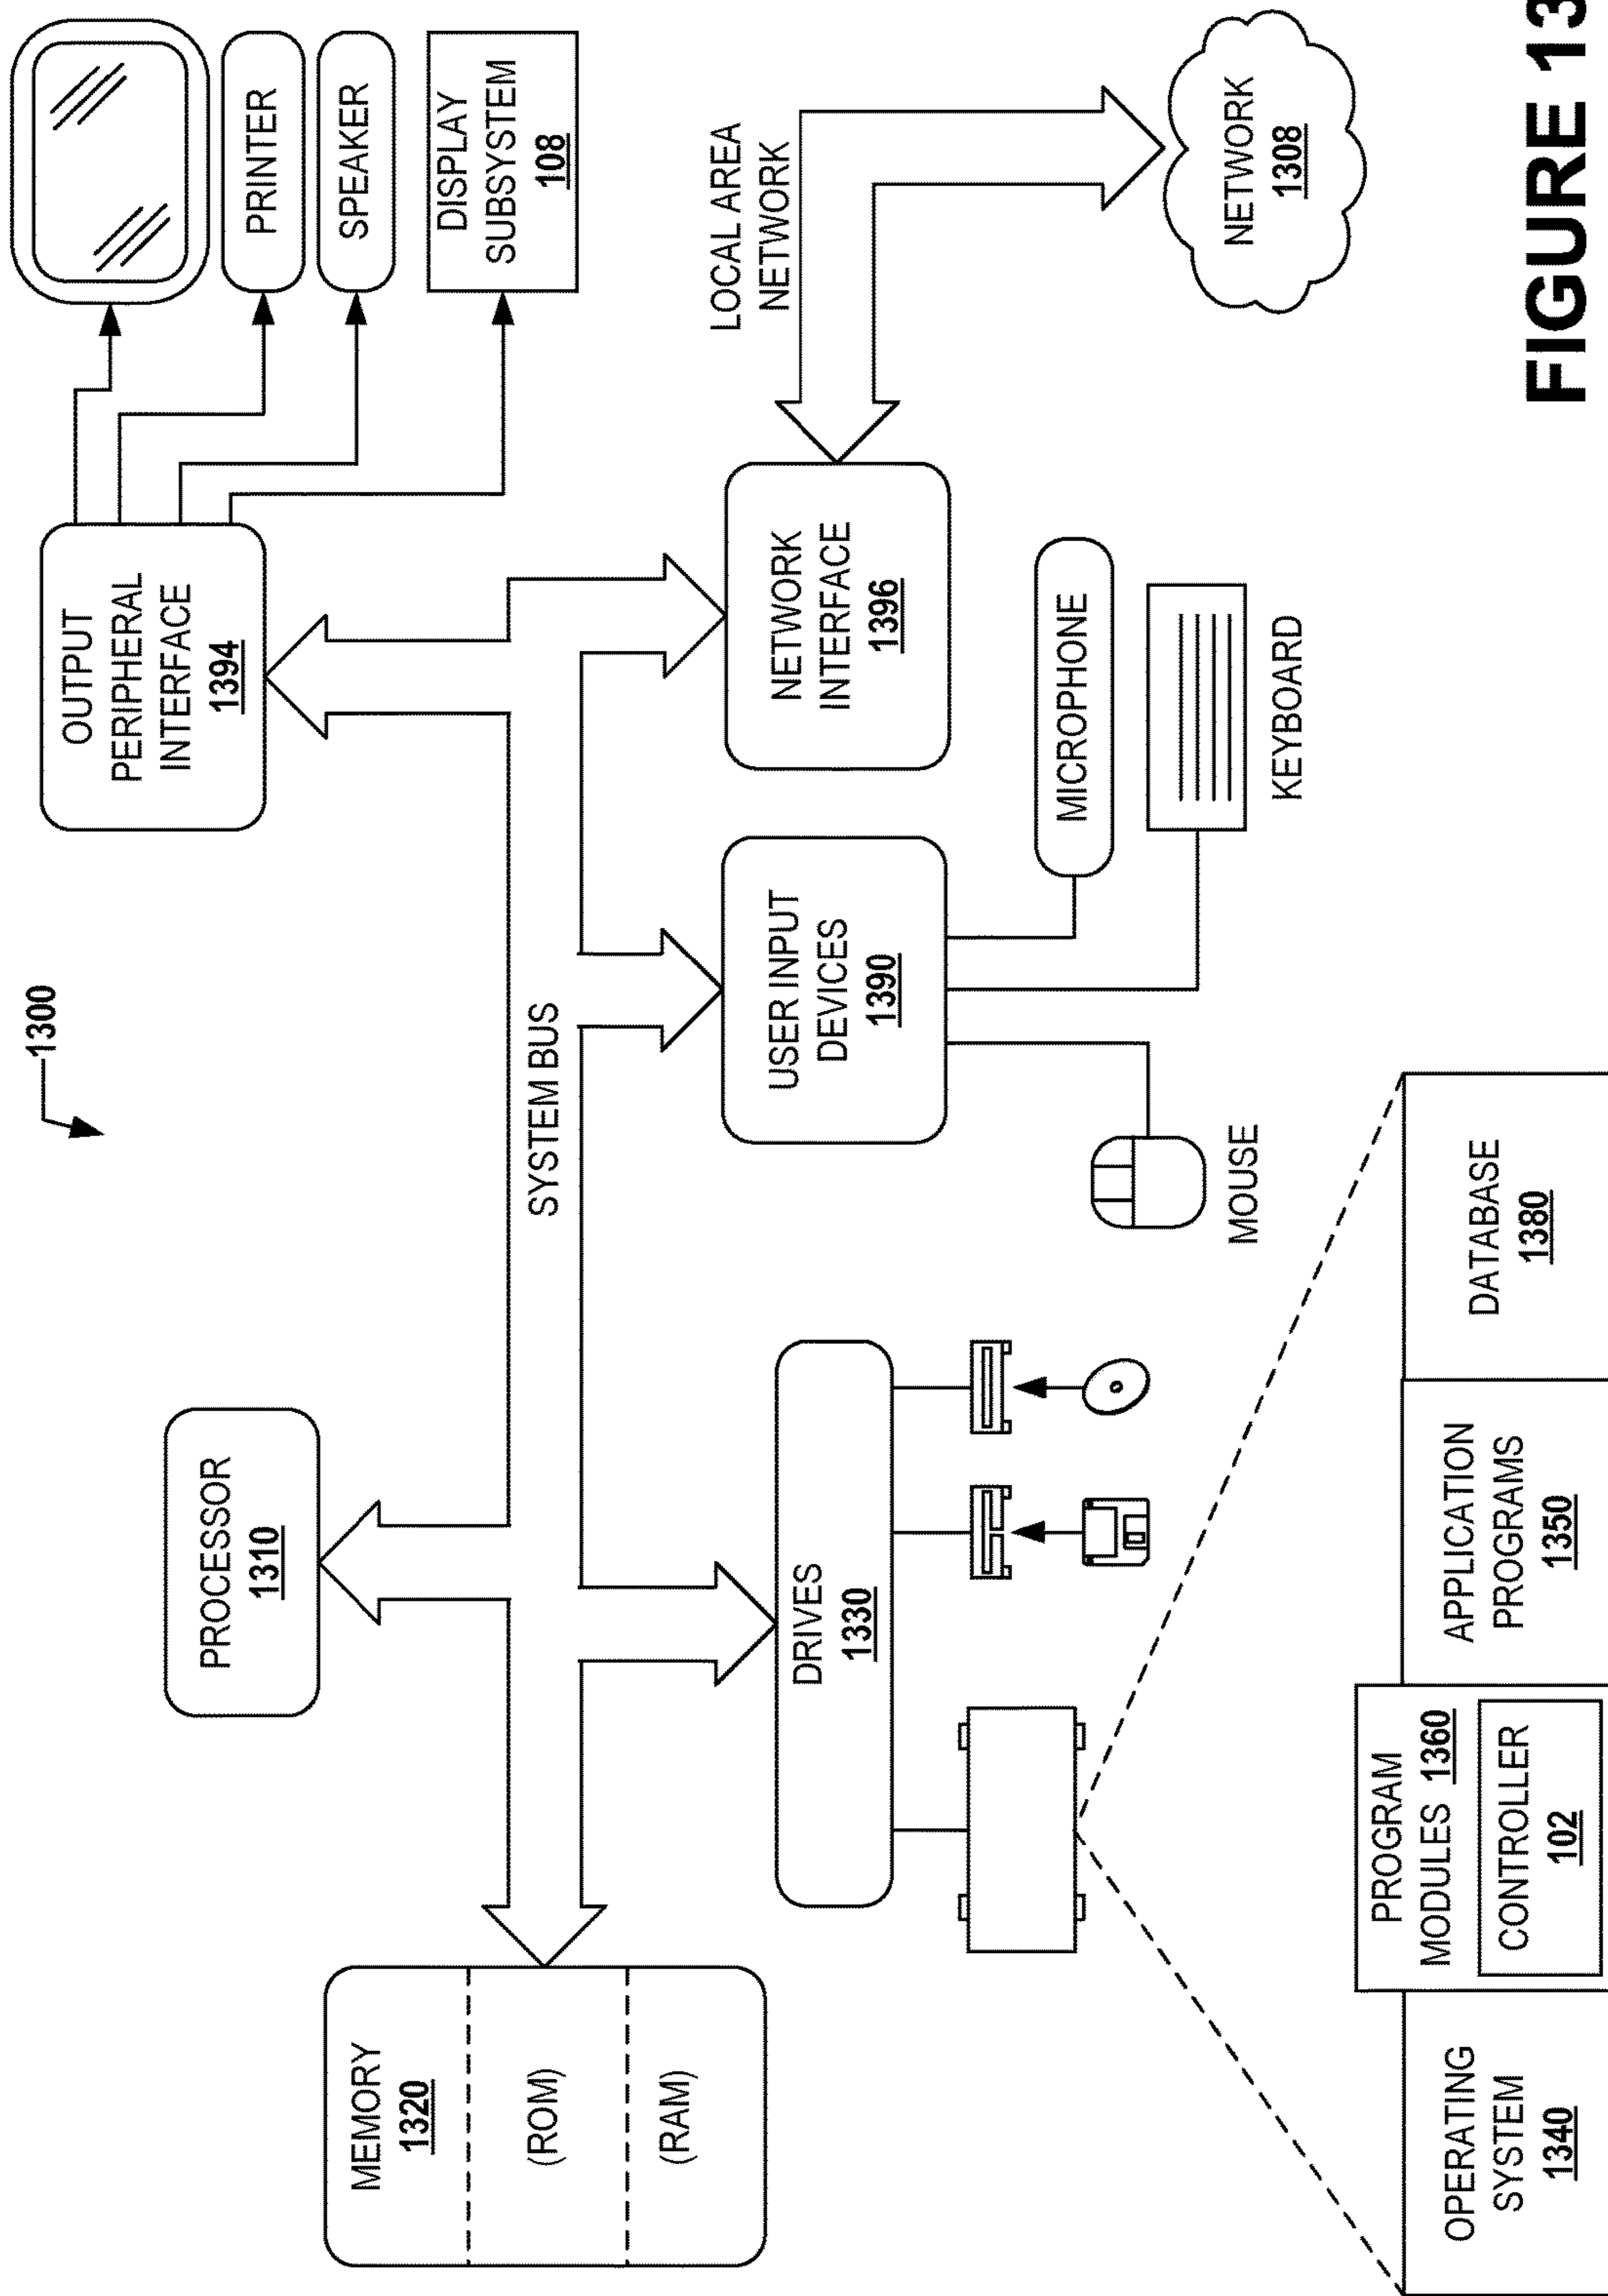 1300
PROCESSOR
1310
OUTPUT
PERIPHERAL
INTERFACE
1394
PRINTER
SPEAKER
DISPLAY
SUBSYSTEM
108
MEMORY
1320
(ROM)
(RAM)
SYSTEM BUS
LOCAL AREA
NETWORK
DRIVES
1330
USER INPUT
DEVICES
1390
NETWORK
INTERFACE
1396
MICROPHONE
MOUSE
KEYBOARD
NETWORK
1308
OPERATING
SYSTEM
1340
PROGRAM
MODULES 1360
CONTROLLER
102
APPLICATION
PROGRAMS
1350
DATABASE
1380
FIGURE 13